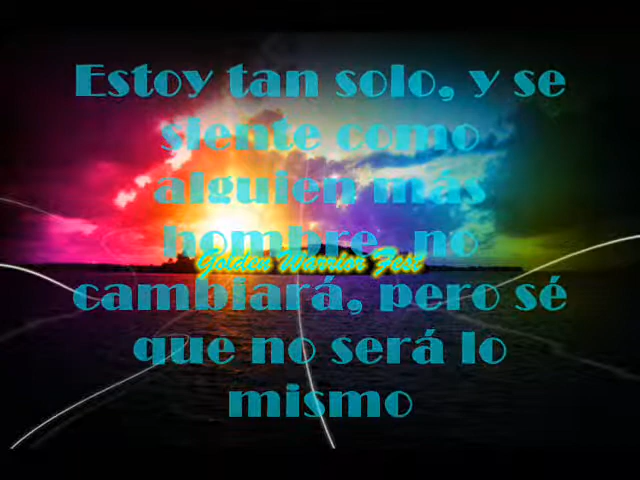 Estoy tan solo, y se
siente como
alguien más
hombre, no
Golden Warrior Fest
cambiará, pero sé
que no será lo
mismo